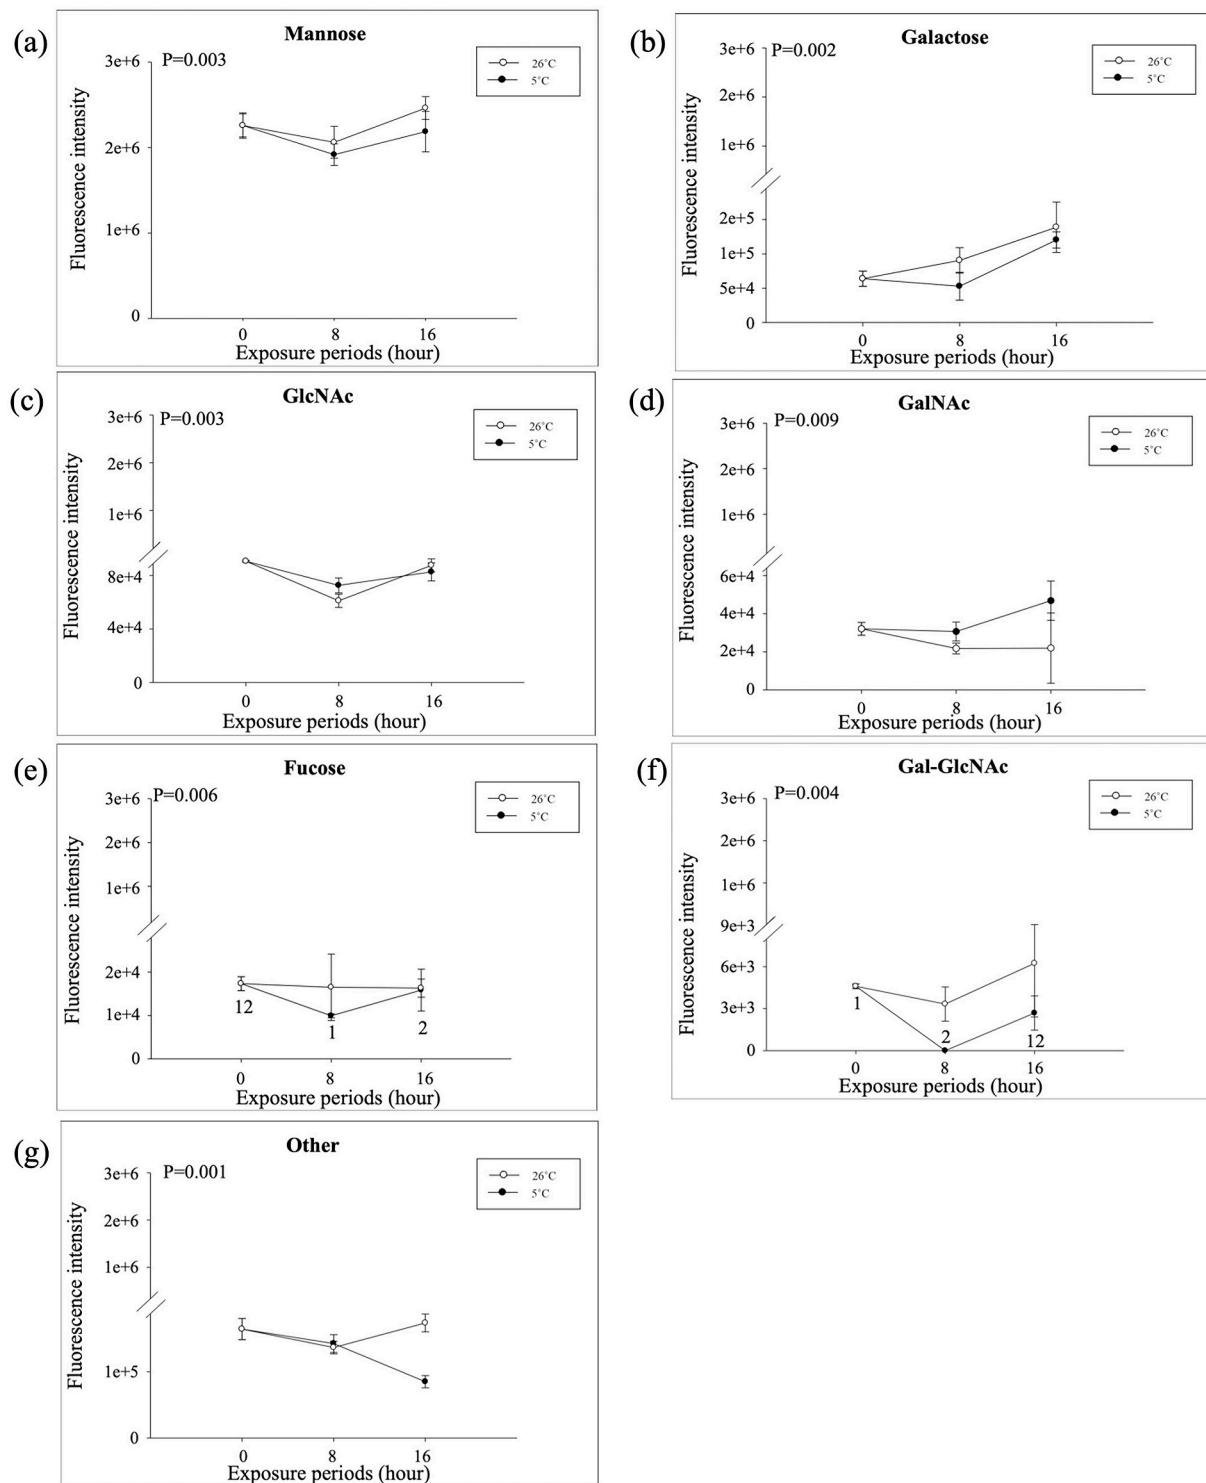 (a)
Mannose
P=0.003
26°C
5°C
3e+6
2e+6
1e+6
0
Fluorescence intensity
0 8 16
Exposure periods (hour)
(b)
Galactose
P=0.002
26°C
5°C
3e+6
2e+6
1e+6
2e+5
1e+5
5e+4
0
Fluorescence intensity
0 8 16
Exposure periods (hour)
(c)
GlcNAc
P=0.003
26°C
5°C
3e+6
2e+6
1e+6
8e+4
4e+4
0
Fluorescence intensity
0 8 16
Exposure periods (hour)
(d)
GalNAc
P=0.009
26°C
5°C
3e+6
2e+6
1e+6
6e+4
4e+4
2e+4
0
Fluorescence intensity
0 8 16
Exposure periods (hour)
(e)
Fucose
P=0.006
26°C
5°C
3e+6
2e+6
1e+6
2e+4
1e+4
0
Fluorescence intensity
12 1 2
0 8 16
Exposure periods (hour)
(f)
Gal-GlcNAc
P=0.004
26°C
5°C
3e+6
2e+6
1e+6
9e+3
6e+3
3e+3
0
Fluorescence intensity
1 2 12
0 8 16
Exposure periods (hour)
(g)
Other
P=0.001
26°C
5°C
3e+6
2e+6
1e+6
1e+5
0
Fluorescence intensity
0 8 16
Exposure periods (hour)